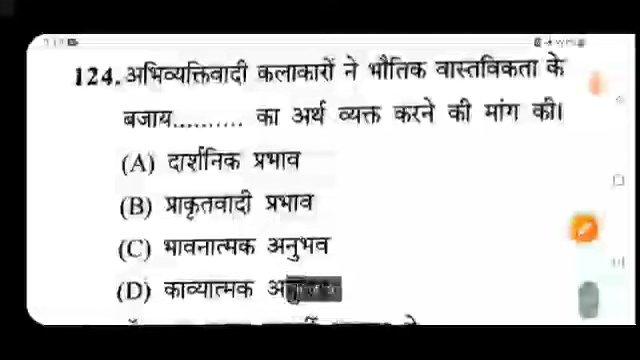 124. अभिव्यक्तिवादी कलाकारों ने भौतिक वास्तविकता के
बजाय.......... का अर्थ व्यक्त करने की मांग की।
(A) दार्शनिक प्रभाव
(B) प्राकृतवादी प्रभाव
(C) भावनात्मक अनुभव
(D) काव्यात्मक